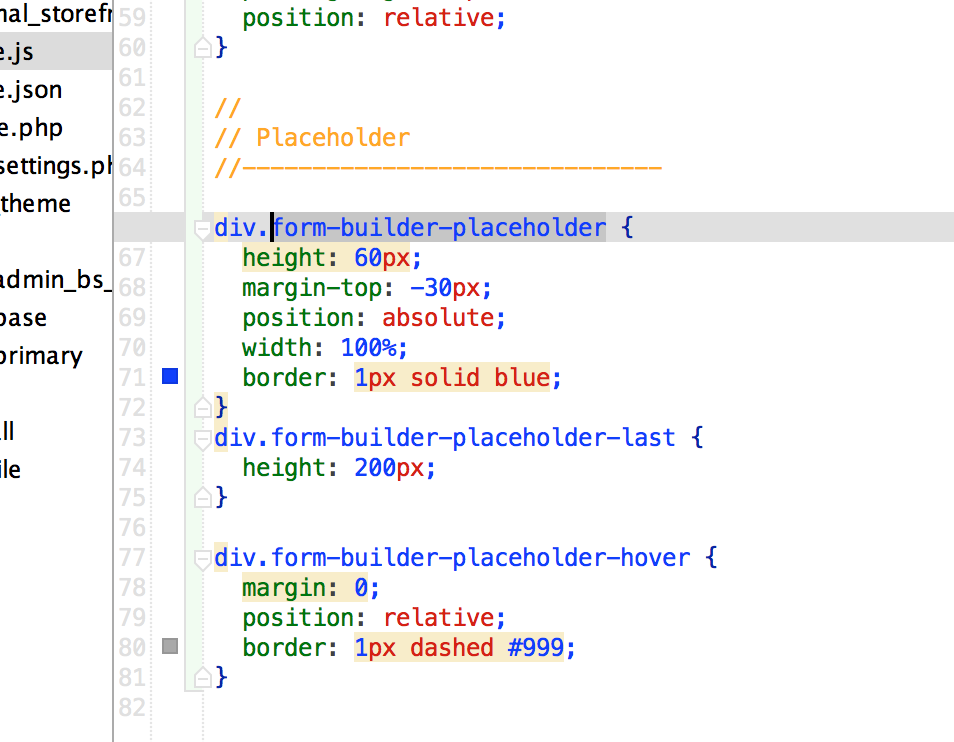 nal_storefr
e.js
e.json
e.php
settings.ph
theme
admin_bs_
base
primary
ll
ile
59 position: relative;
60 }
61
62 //
63 // Placeholder
64 //------------------------------
65
div.form-builder-placeholder {
67 height: 60px;
68 margin-top: -30px;
69 position: absolute;
70 width: 100%;
71 border: 1px solid blue;
72 }
73 div.form-builder-placeholder-last {
74 height: 200px;
75 }
76
77 div.form-builder-placeholder-hover {
78 margin: 0;
79 position: relative;
80 border: 1px dashed #999;
81 }
82